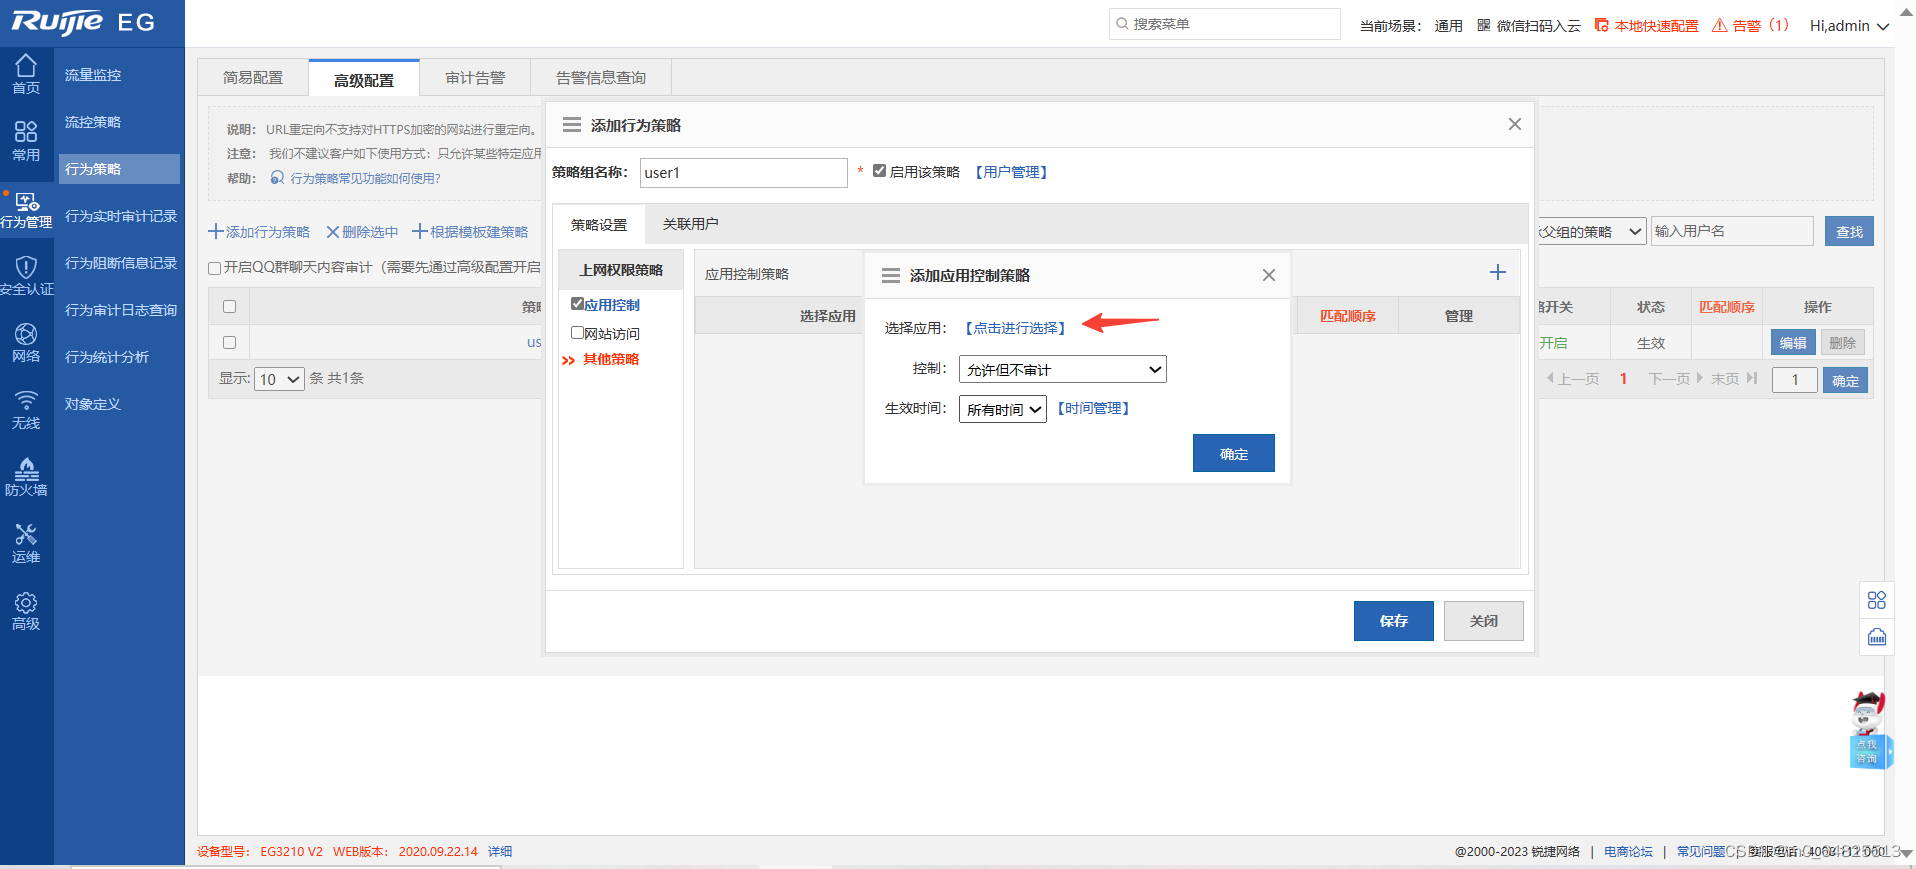 Ruijie EG
搜索菜单
当前场景： 通用
微信扫码入云
本地快速配置
告警（1）
Hi,admin
首页
常用
行为管理
安全认证
网络
无线
防火墙
运维
高级
流量监控
流控策略
行为策略
行为实时审计记录
行为阻断信息记录
行为审计日志查询
行为统计分析
对象定义
简易配置 高级配置 审计告警 告警信息查询
说明： URL重定向不支持对HTTPS加密的网站进行重定向。
注意： 我们不建议客户如下使用方式：只允许某些特定应用
帮助： 行为策略常见功能如何使用？
添加行为策略 删除选中 根据模板建策略
父组的策略 输入用户名 查找
开启QQ群聊天内容审计（需要先通过高级配置开启
策
开关 状态 匹配顺序 操作
us
开启 生效 编辑 删除
显示: 10 条 共1条
上一页 1 下一页 末页 1 确定
添加行为策略
策略组名称： user1 * 启用该策略 【用户管理】
策略设置 关联用户
上网权限策略
应用控制
网站访问
其他策略
应用控制策略
选择应用
匹配顺序 管理
添加应用控制策略
选择应用： 【点击进行选择】
控制： 允许但不审计
生效时间： 所有时间 【时间管理】
确定
保存 关闭
点我
咨询
设备型号： EG3210 V2 WEB版本： 2020.09.22.14 详细
@2000-2023 锐捷网络 | 电商论坛 | 常见问题